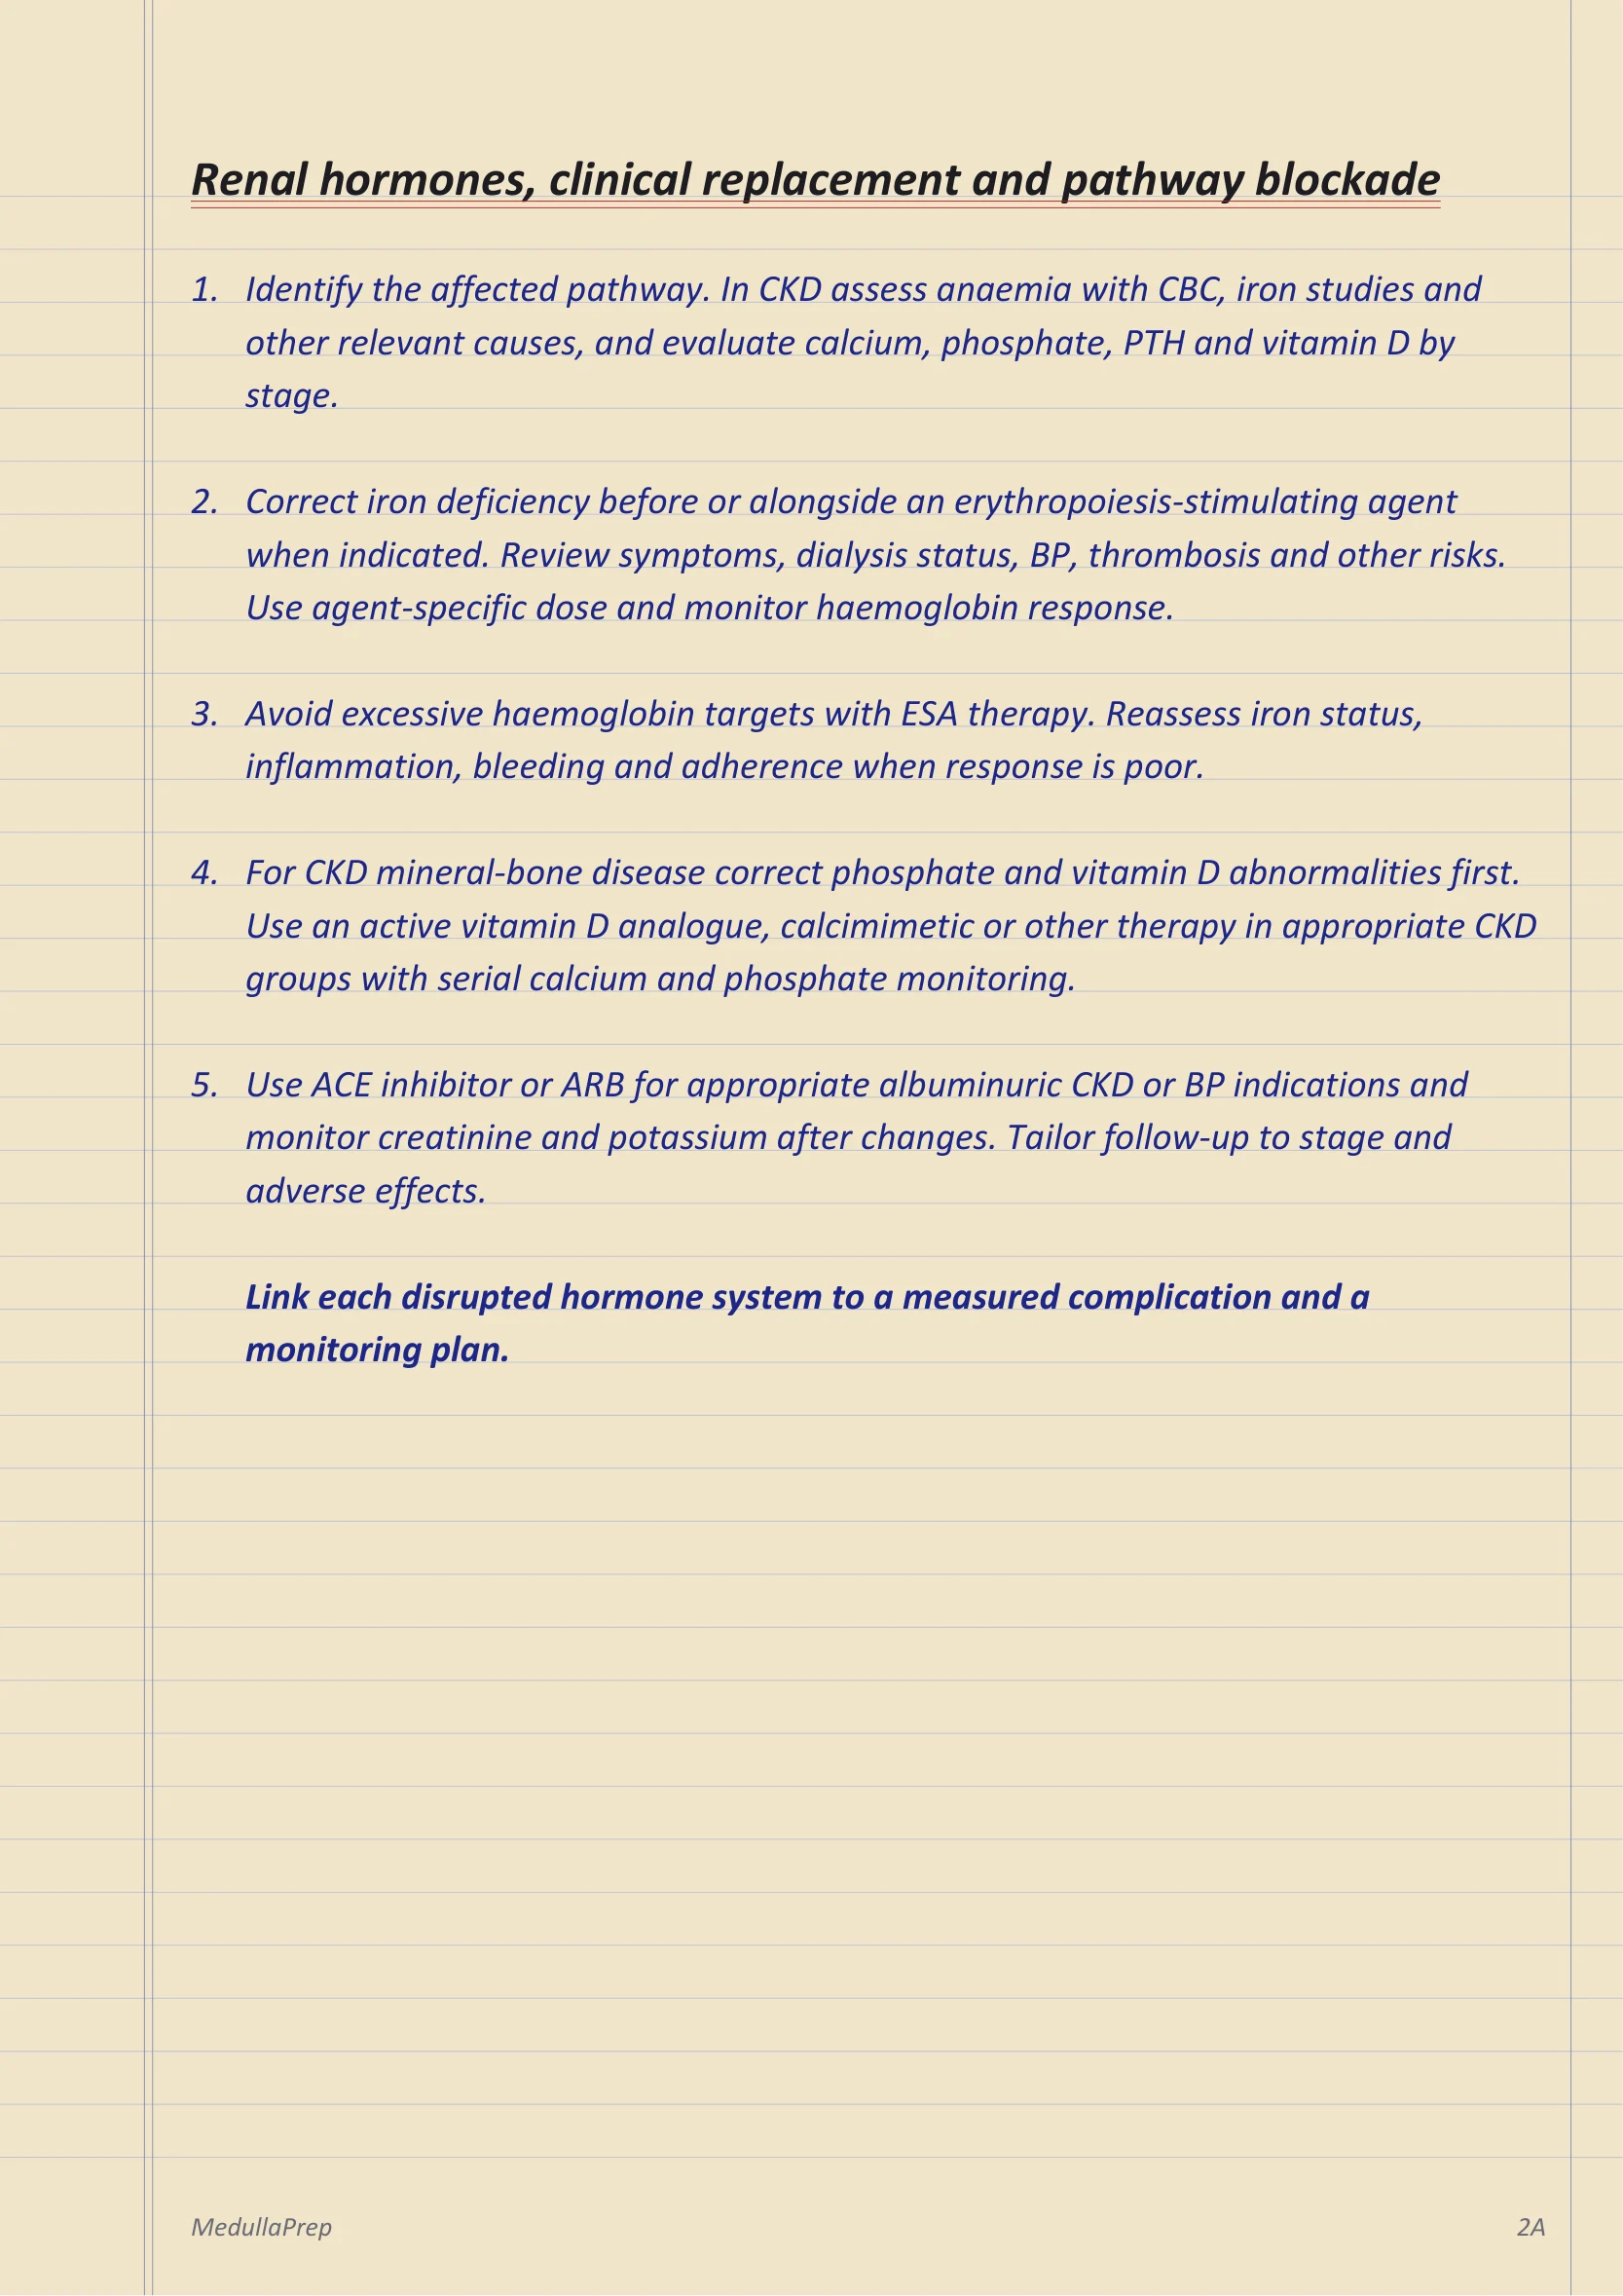 Renal hormones, clinical replacement and pathway blockade
1. Identify the affected pathway. In CKD assess anaemia with CBC, iron studies and
other relevant causes, and evaluate calcium, phosphate, PTH and vitamin D by
stage.
2. Correct iron deficiency before or alongside an erythropoiesis-stimulating agent
when indicated. Review symptoms, dialysis status, BP, thrombosis and other risks.
Use agent-specific dose and monitor haemoglobin response.
3. Avoid excessive haemoglobin targets with ESA therapy. Reassess iron status,
inflammation, bleeding and adherence when response is poor.
4. For CKD mineral-bone disease correct phosphate and vitamin D abnormalities first.
Use an active vitamin D analogue, calcimimetic or other therapy in appropriate CKD
groups with serial calcium and phosphate monitoring.
5. Use ACE inhibitor or ARB for appropriate albuminuric CKD or BP indications and
monitor creatinine and potassium after changes. Tailor follow-up to stage and
adverse effects.
Link each disrupted hormone system to a measured complication and a
monitoring plan.
MedullaPrep
2A